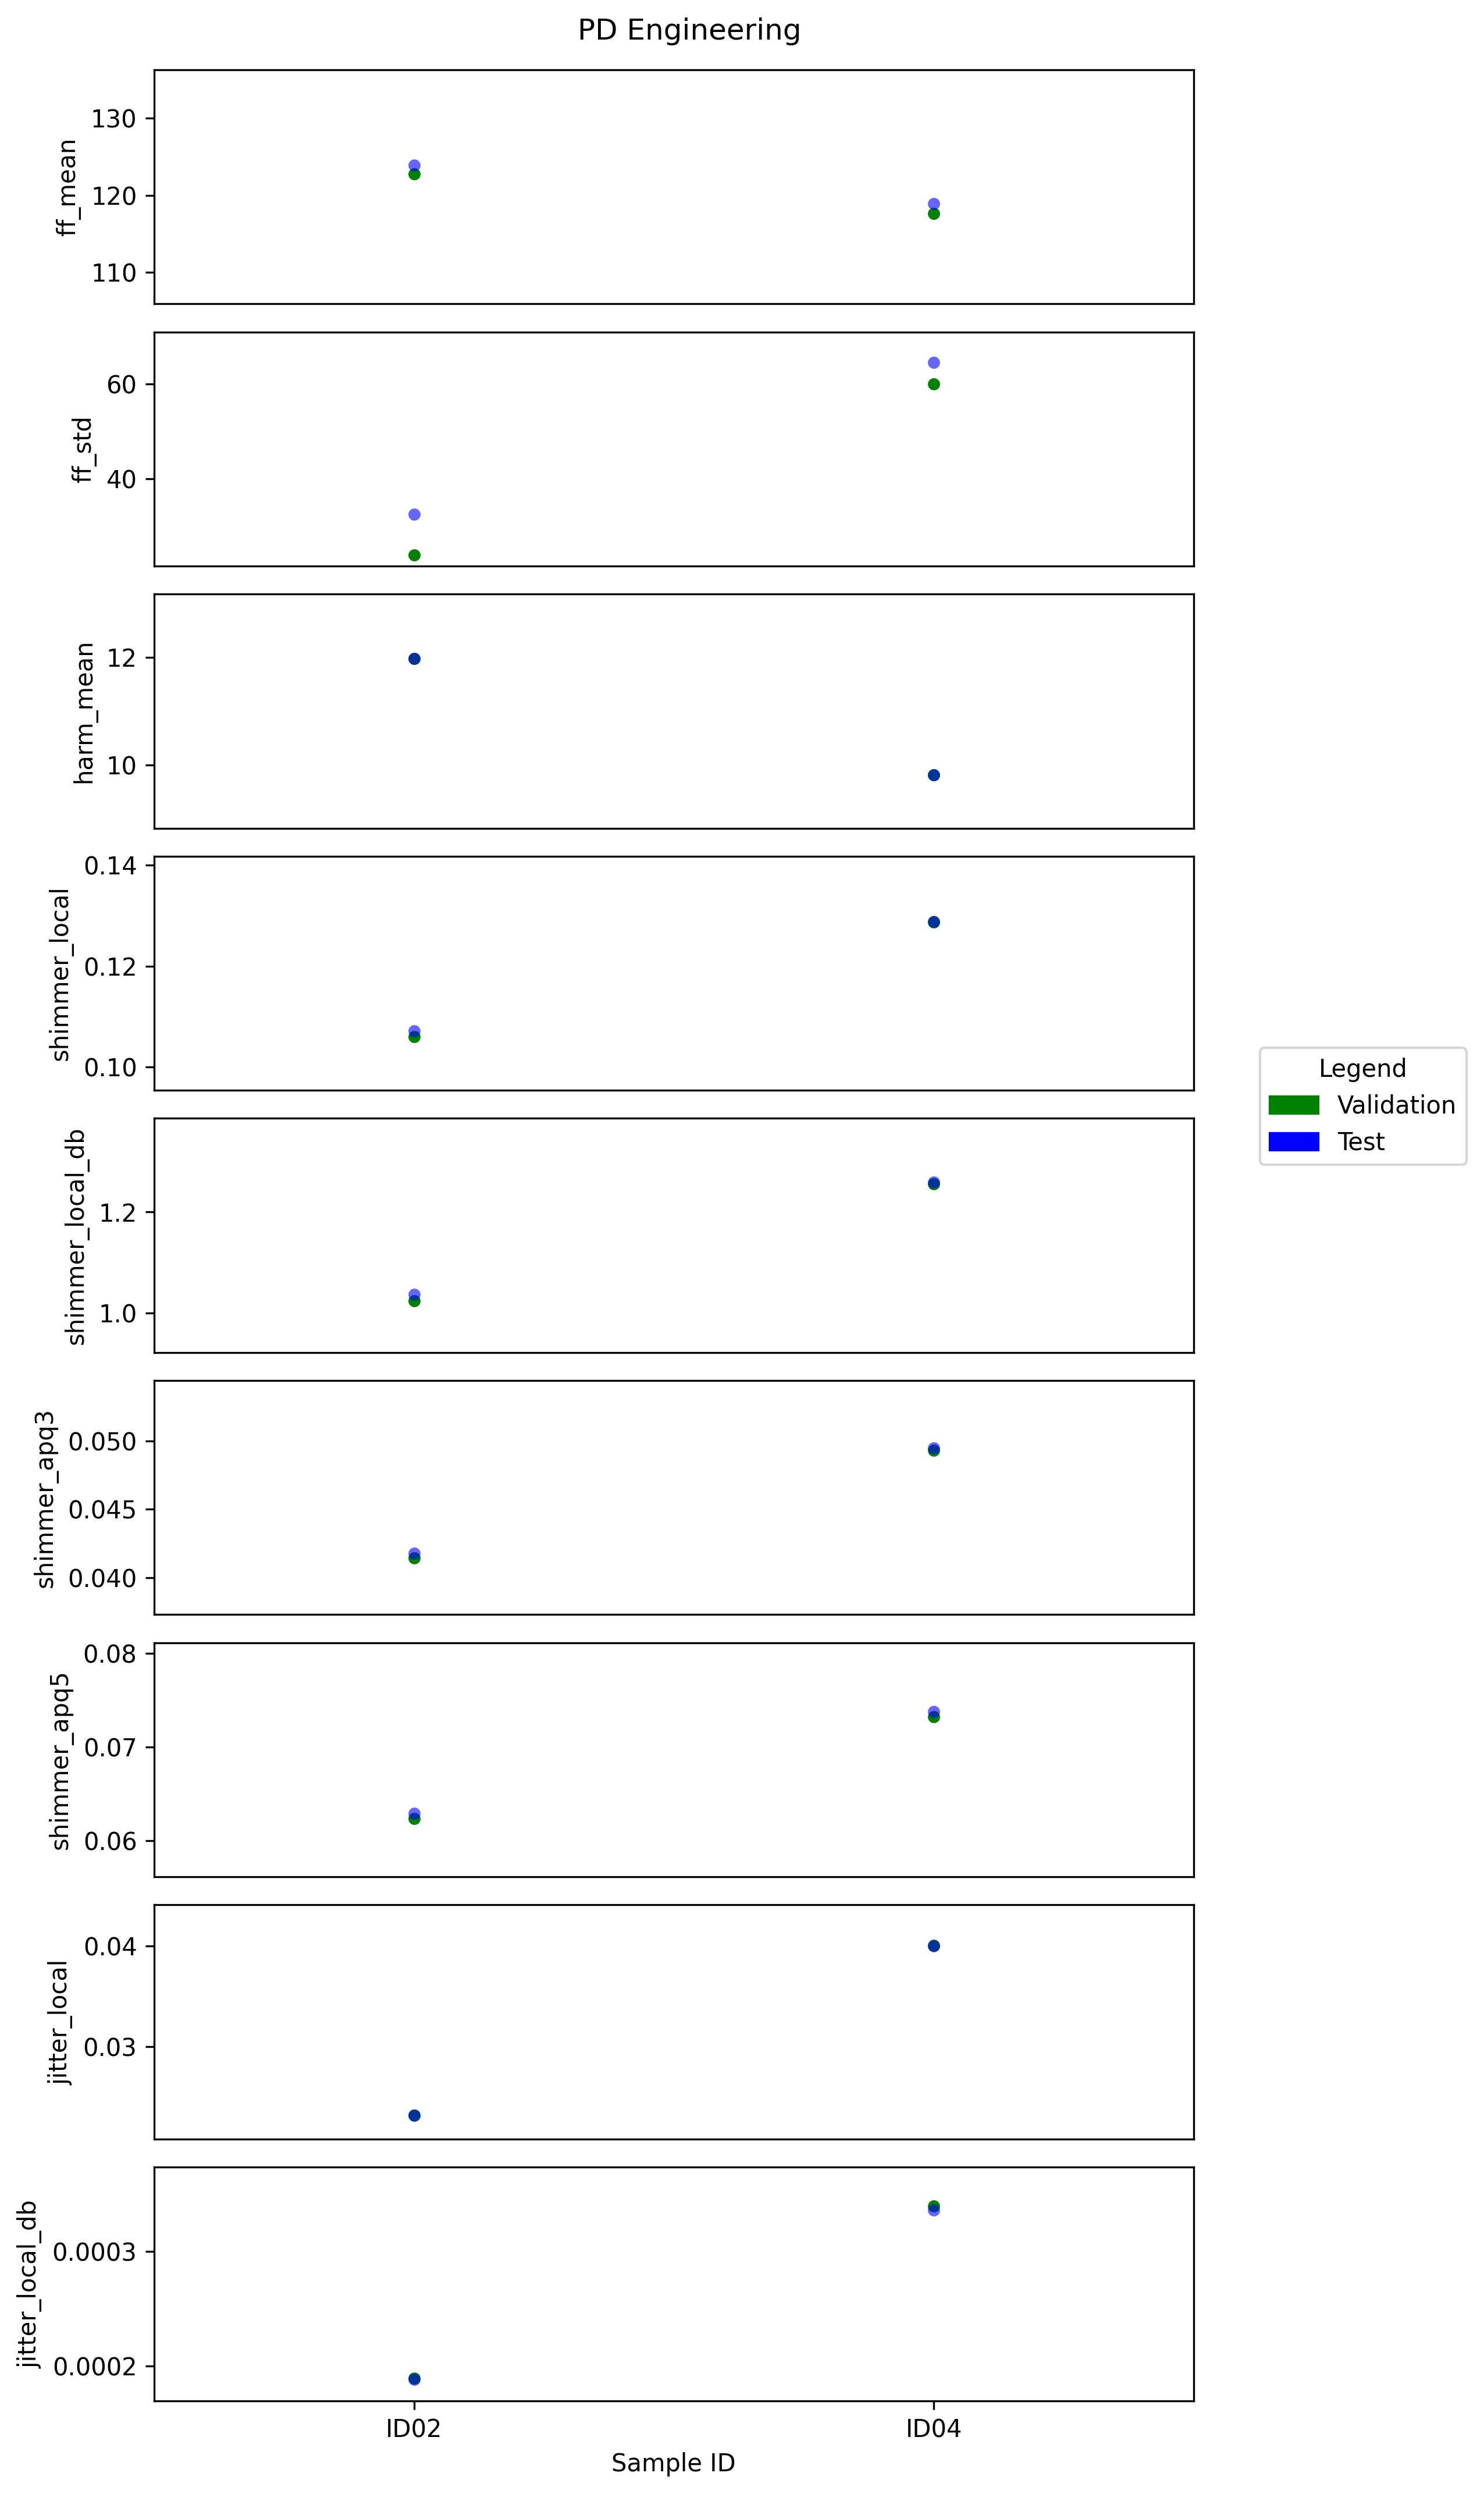 PD Engineering
ff_mean
130
120
110
ff_std
60
40
harm_mean
12
10
shimmer_local
0.14
0.12
0.10
shimmer_local_db
1.2
1.0
shimmer_apq3
0.050
0.045
0.040
shimmer_apq5
0.08
0.07
0.06
jitter_local
0.04
0.03
jitter_local_db
0.0003
0.0002
ID02 ID04
Sample ID
Legend
Validation
Test